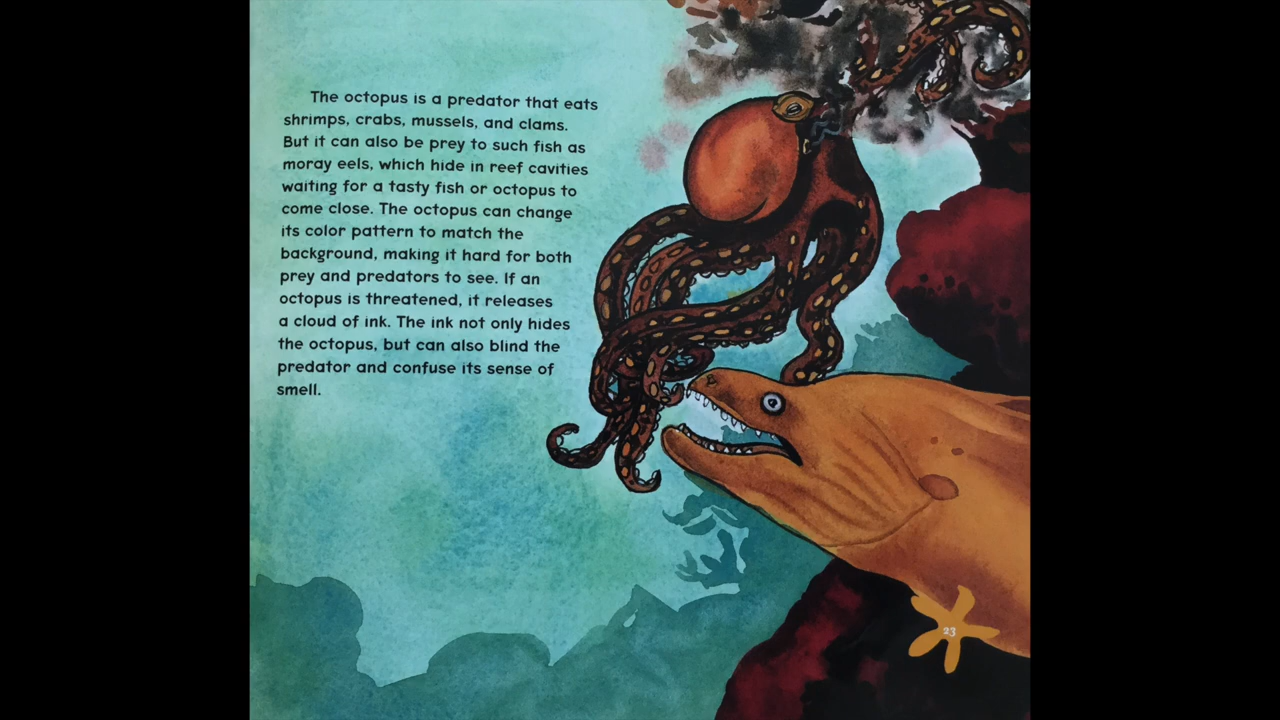 The octopus is a predator that eats
shrimps, crabs, mussels, and clams.
But it can also be prey to such fish as
moray eels, which hide in reef cavities
waiting for a tasty fish or octopus to
come close. The octopus can change
its color pattern to match the
background, making it hard for both
prey and predators to see. If an
octopus is threatened, it releases
a cloud of ink. The ink not only hides
the octopus, but can also blind the
predator and confuse its sense of
smell.
23